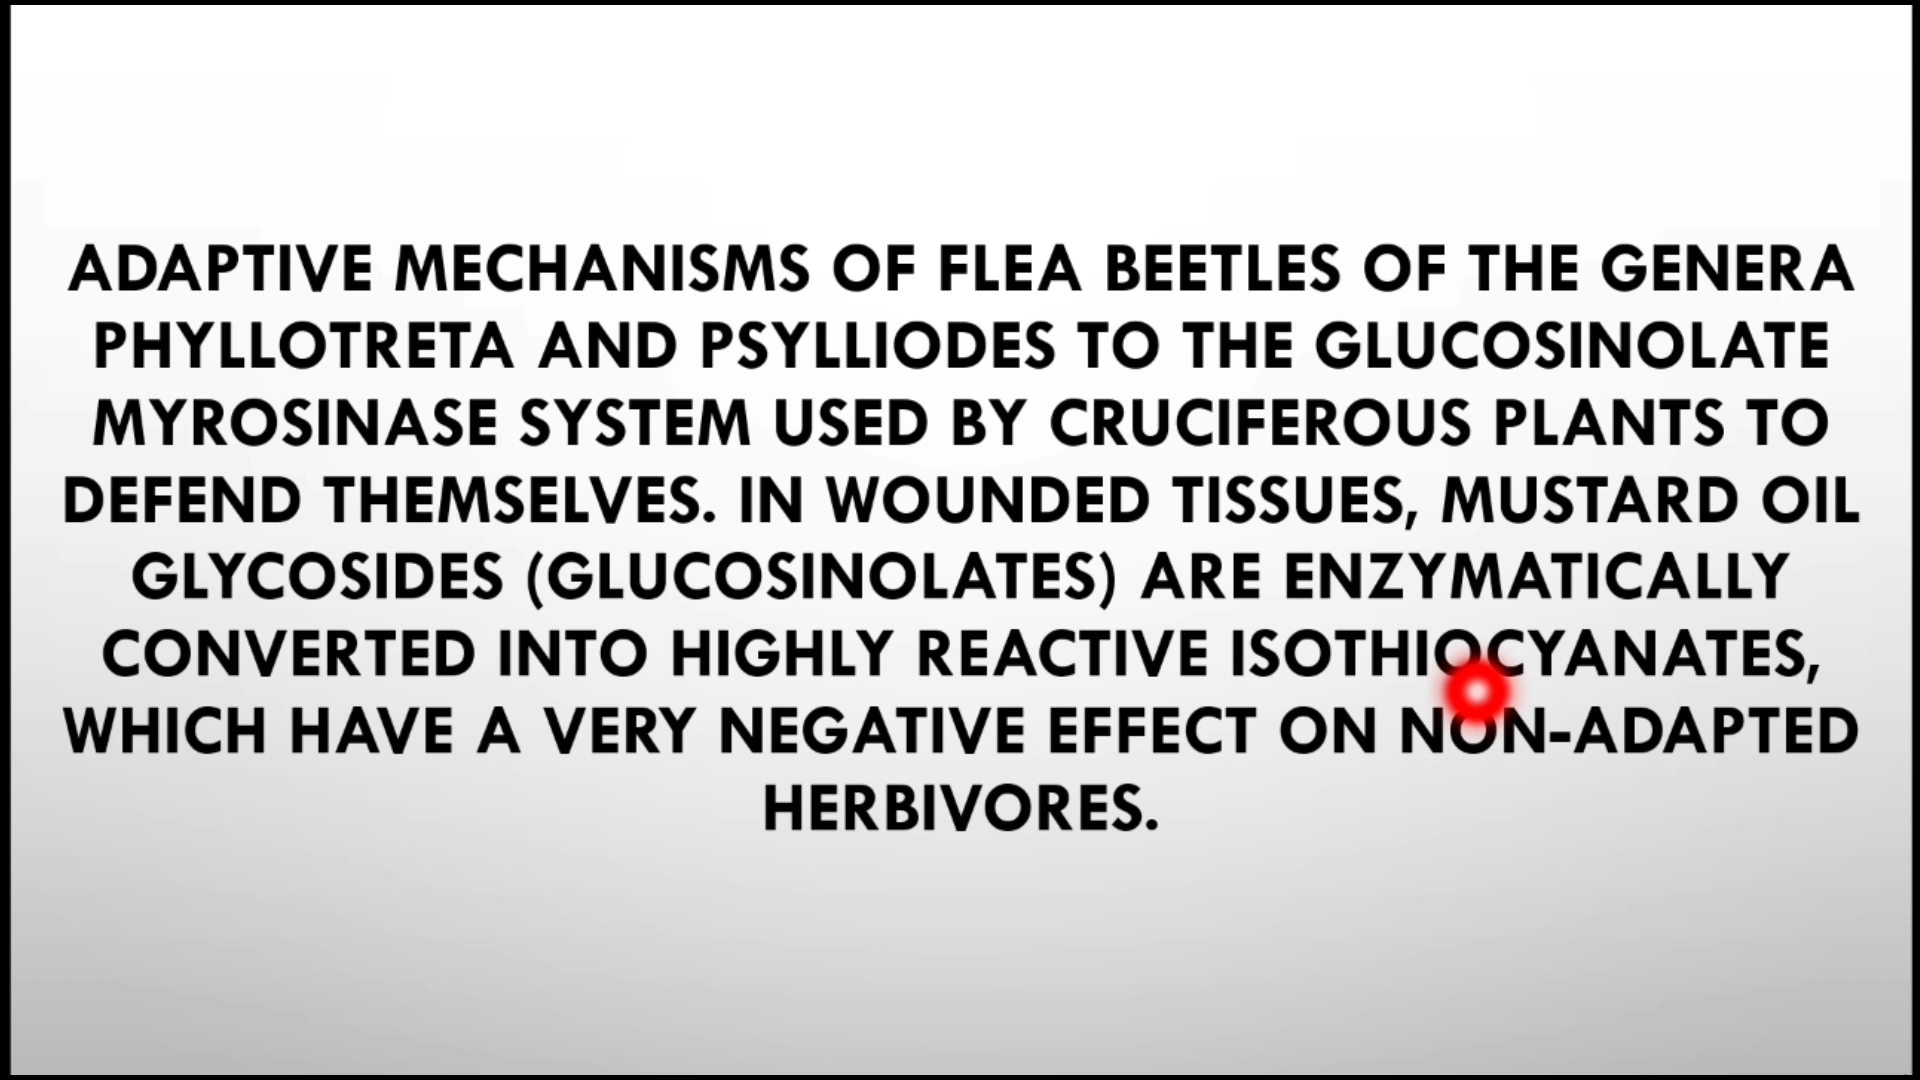 ADAPTIVE MECHANISMS OF FLEA BEETLES OF THE GENERA
PHYLLOTRETA AND PSYLLIODES TO THE GLUCOSINOLATE
MYROSINASE SYSTEM USED BY CRUCIFEROUS PLANTS TO
DEFEND THEMSELVES. IN WOUNDED TISSUES, MUSTARD OIL
GLYCOSIDES (GLUCOSINOLATES) ARE ENZYMATICALLY
CONVERTED INTO HIGHLY REACTIVE ISOTHIOCYANATES,
WHICH HAVE A VERY NEGATIVE EFFECT ON NON-ADAPTED
HERBIVORES.